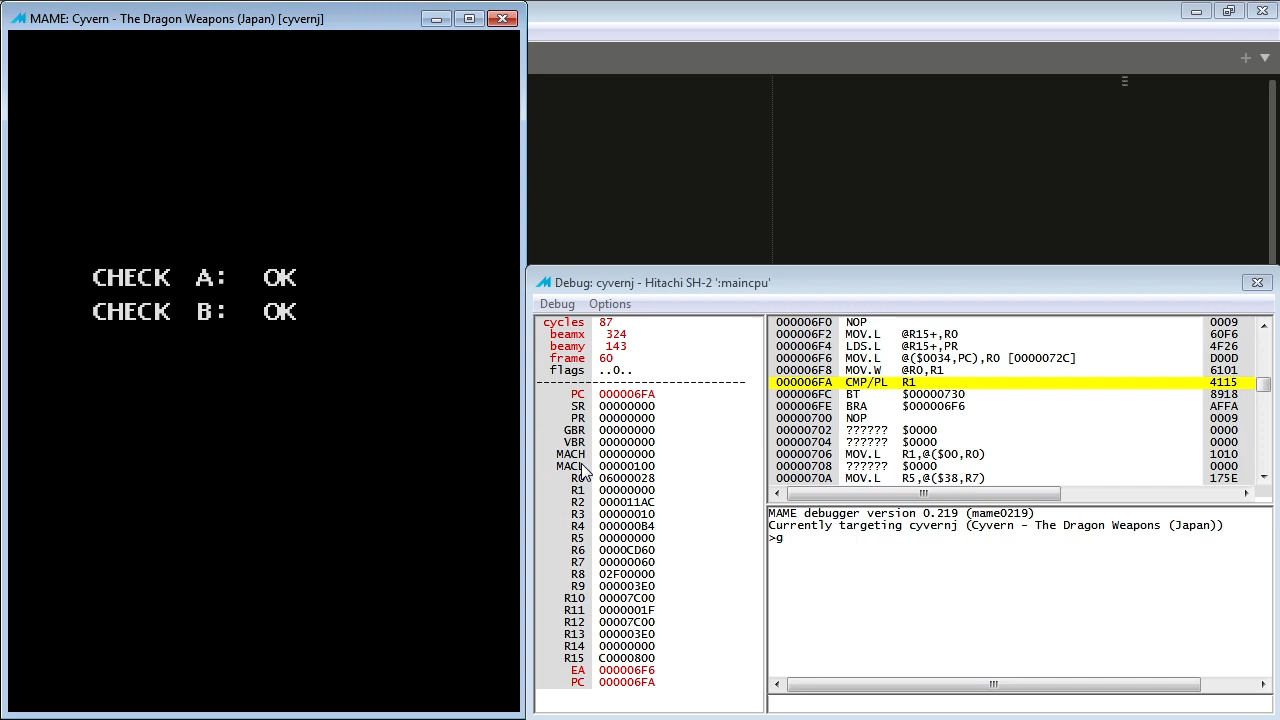 MAME: Cyvern - The Dragon Weapons (Japan) [cyvernj]
CHECK A: OK
CHECK B: OK
Debug: cyvernj - Hitachi SH-2 ':maincpu'
Debug Options
cycles 87
beamx 324
beamy 143
frame 60
flags ..0..
-----------------------------
PC 000006FA
SR 00000000
PR 00000000
GBR 00000000
VBR 00000000
MACH 00000000
MACL 00000100
R0 06000028
R1 00000000
R2 000011AC
R3 00000010
R4 000000B4
R5 00000000
R6 0000CD60
R7 00000060
R8 02F00000
R9 000003E0
R10 00007C00
R11 0000001F
R12 00007C00
R13 000003E0
R14 00000000
R15 C0000800
EA 000006F6
PC 000006FA
000006F0 NOP 0009
000006F2 MOV.L @R15+,R0 60F6
000006F4 LDS.L @R15+,PR 4F26
000006F6 MOV.L @($0034,PC),R0 [0000072C] D00D
000006F8 MOV.W @R0,R1 6101
000006FA CMP/PL R1 4115
000006FC BT $00000730 8918
000006FE BRA $000006F6 AFFA
00000700 NOP 0009
00000702 ?????? $0000 0000
00000704 ?????? $0000 0000
00000706 MOV.L R1,@($00,R0) 1010
00000708 ?????? $0000 0000
0000070A MOV.L R5,@($38,R7) 175E
MAME debugger version 0.219 (mame0219)
Currently targeting cyvernj (Cyvern - The Dragon Weapons (Japan))
>g